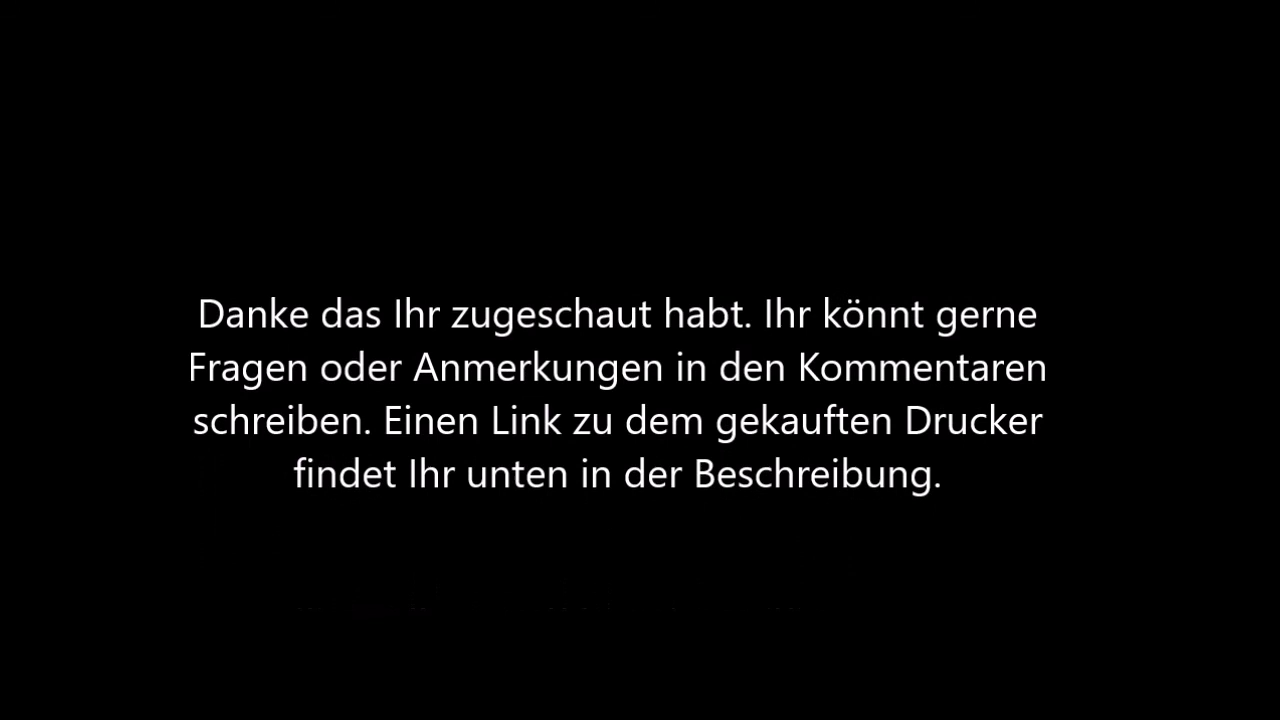 Danke das Ihr zugeschaut habt. Ihr könnt gerne
Fragen oder Anmerkungen in den Kommentaren
schreiben. Einen Link zu dem gekauften Drucker
findet Ihr unten in der Beschreibung.